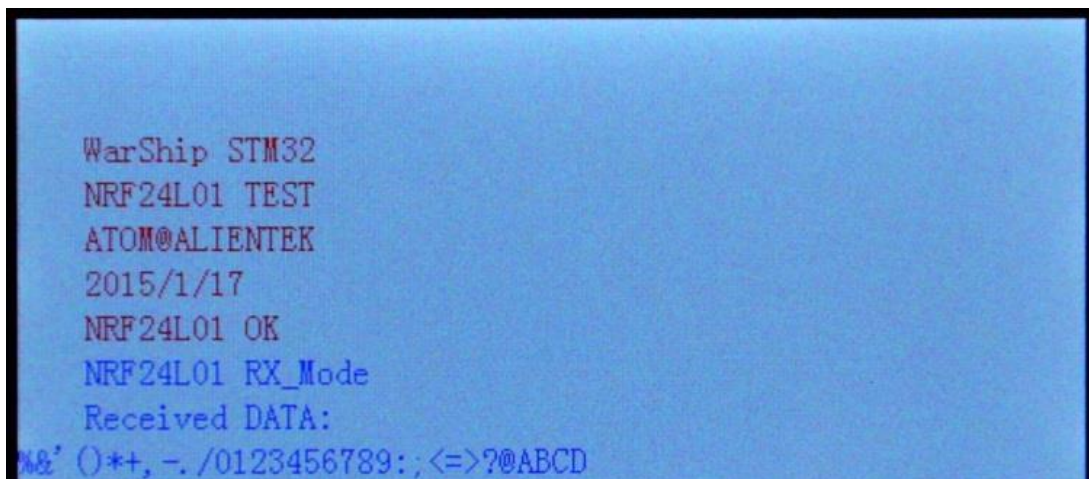 WarShip STM32
NRF24L01 TEST
ATOM@ALIENTEK
2015/1/17
NRF24L01 OK
NRF24L01 RX_Mode
Received DATA:
%&'()*+,-./0123456789:;<=>?@ABCD